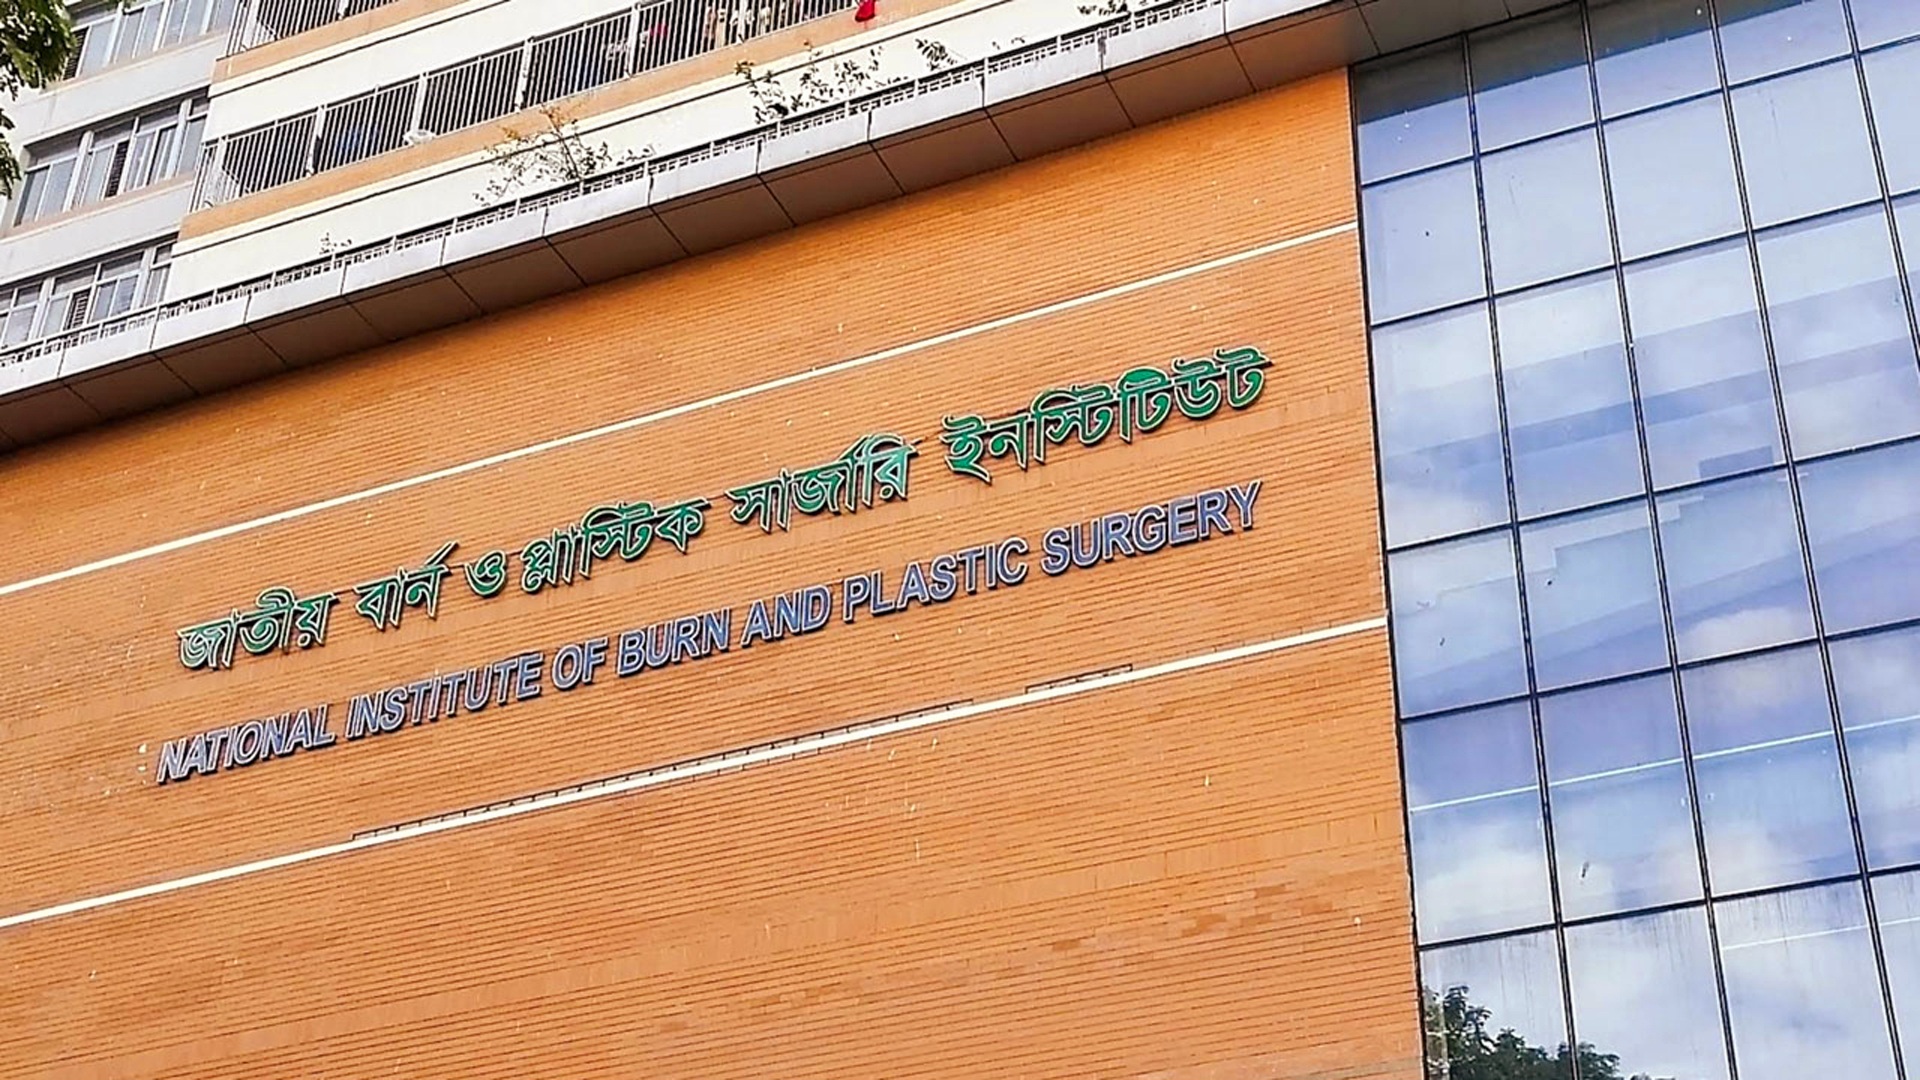 জাতীয় বার্ন ও প্লাস্টিক সার্জারি ইনস্টিটিউট
NATIONAL INSTITUTE OF BURN AND PLASTIC SURGERY